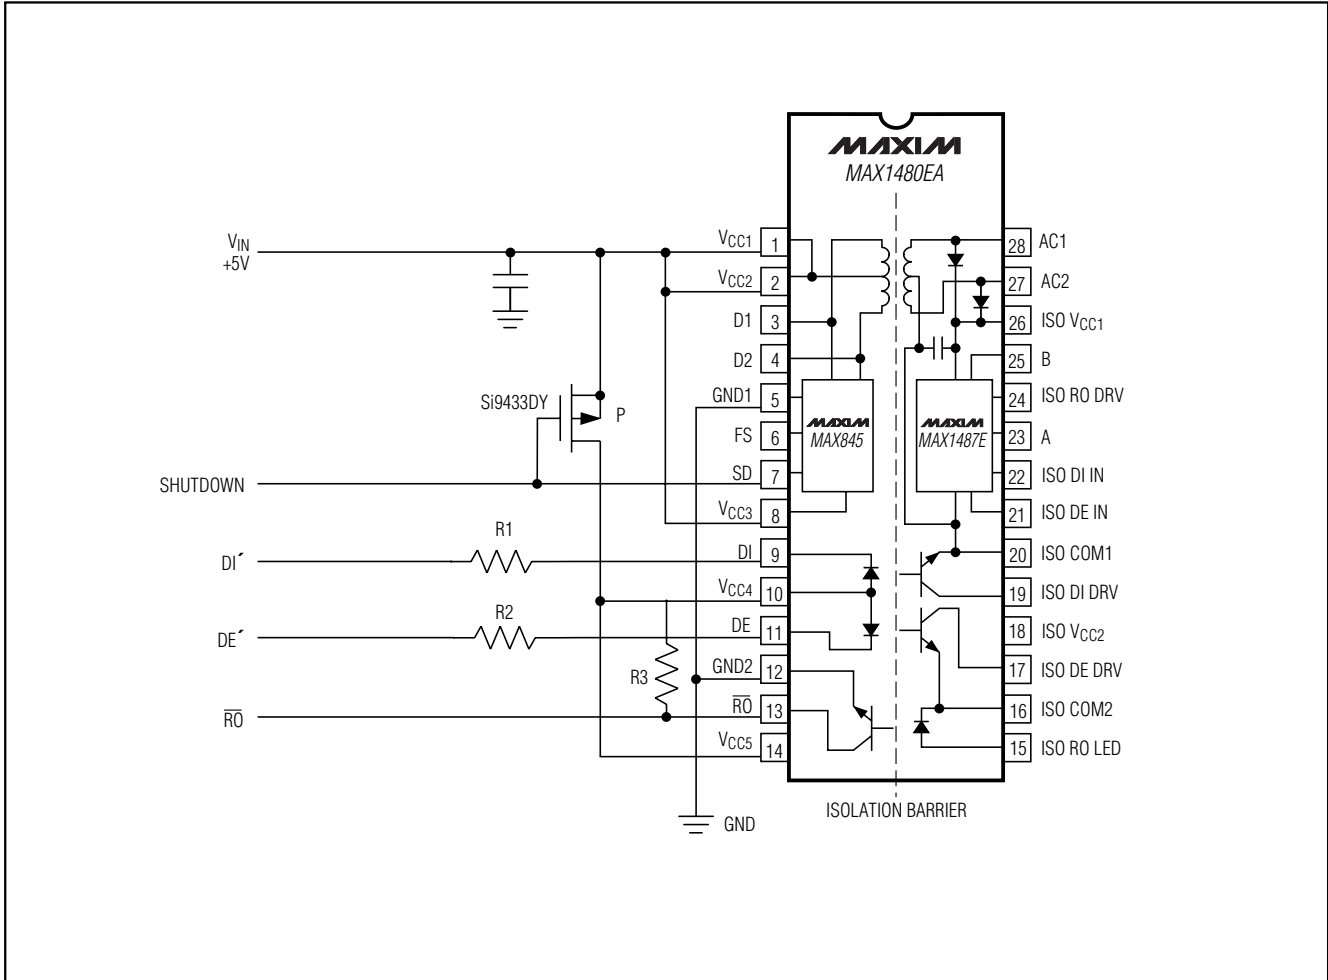 MAXIM
MAX1480EA
VIN
+5V
VCC1 1
VCC2 2
D1 3
D2 4
GND1 5
FS 6
SD 7
VCC3 8
DI 9
VCC4 10
DE 11
GND2 12
R̅O̅ 13
VCC5 14
28 AC1
27 AC2
26 ISO VCC1
25 B
24 ISO RO DRV
23 A
22 ISO DI IN
21 ISO DE IN
20 ISO COM1
19 ISO DI DRV
18 ISO VCC2
17 ISO DE DRV
16 ISO COM2
15 ISO RO LED
MAXIM
MAX845
MAXIM
MAX1487E
Si9433DY
P
SHUTDOWN
R1
DI´
R2
DE´
R3
R̅O̅
GND
ISOLATION BARRIER